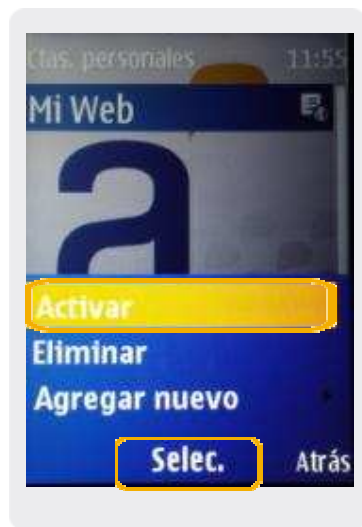 Ctas. personales 11:55
Mi Web
a
Activar
Eliminar
Agregar nuevo
Selec. Atrás